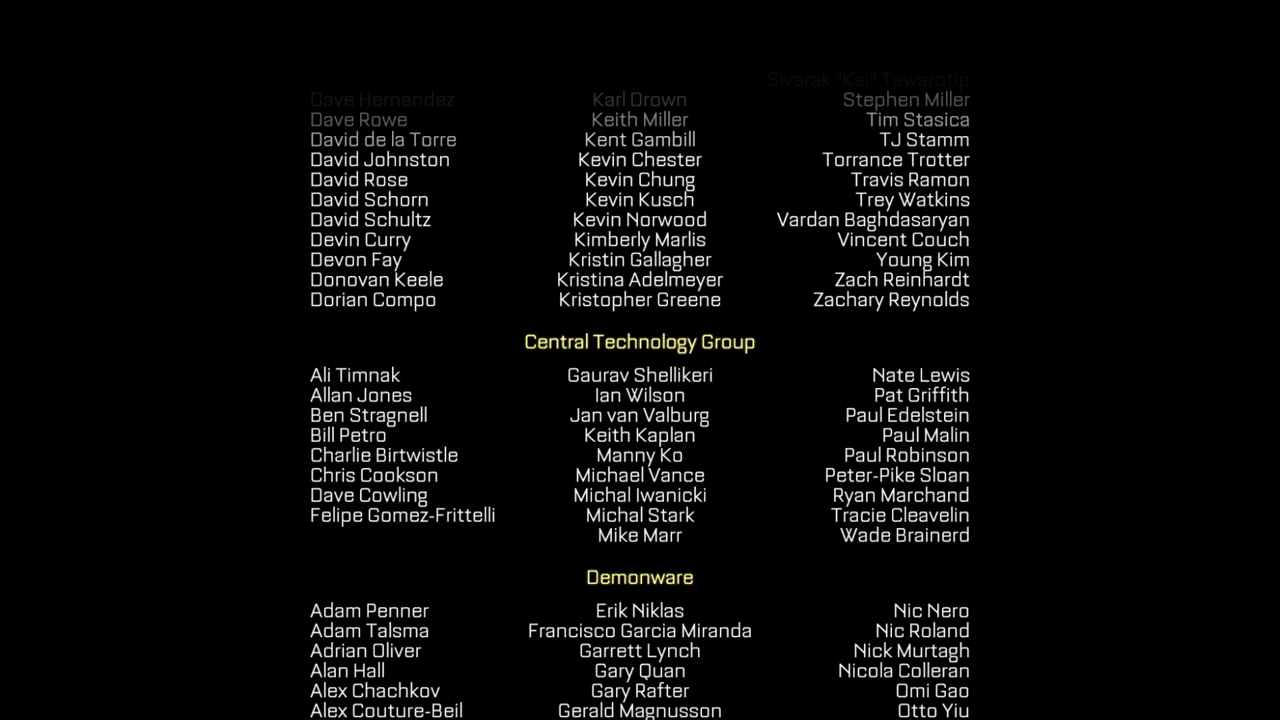 Sivarak "Kai" Tawarotip
Dave Hernandez Karl Drown Stephen Miller
Dave Rowe Keith Miller Tim Stasica
David de la Torre Kent Gambill TJ Stamm
David Johnston Kevin Chester Torrance Trotter
David Rose Kevin Chung Travis Ramon
David Schorn Kevin Kusch Trey Watkins
David Schultz Kevin Norwood Vardan Baghdasaryan
Devin Curry Kimberly Marlis Vincent Couch
Devon Fay Kristin Gallagher Young Kim
Donovan Keele Kristina Adelmeyer Zach Reinhardt
Dorian Compo Kristopher Greene Zachary Reynolds
Central Technology Group
Ali Timnak Gaurav Shellikeri Nate Lewis
Allan Jones Ian Wilson Pat Griffith
Ben Stragnell Jan van Valburg Paul Edelstein
Bill Petro Keith Kaplan Paul Malin
Charlie Birtwistle Manny Ko Paul Robinson
Chris Cookson Michael Vance Peter-Pike Sloan
Dave Cowling Michal Iwanicki Ryan Marchand
Felipe Gomez-Frittelli Michal Stark Tracie Cleavelin
Mike Marr Wade Brainerd
Demonware
Adam Penner Erik Niklas Nic Nero
Adam Talsma Francisco Garcia Miranda Nic Roland
Adrian Oliver Garrett Lynch Nick Murtagh
Alan Hall Gary Quan Nicola Colleran
Alex Chachkov Gary Rafter Omi Gao
Alex Couture-Beil Gerald Magnusson Otto Yiu